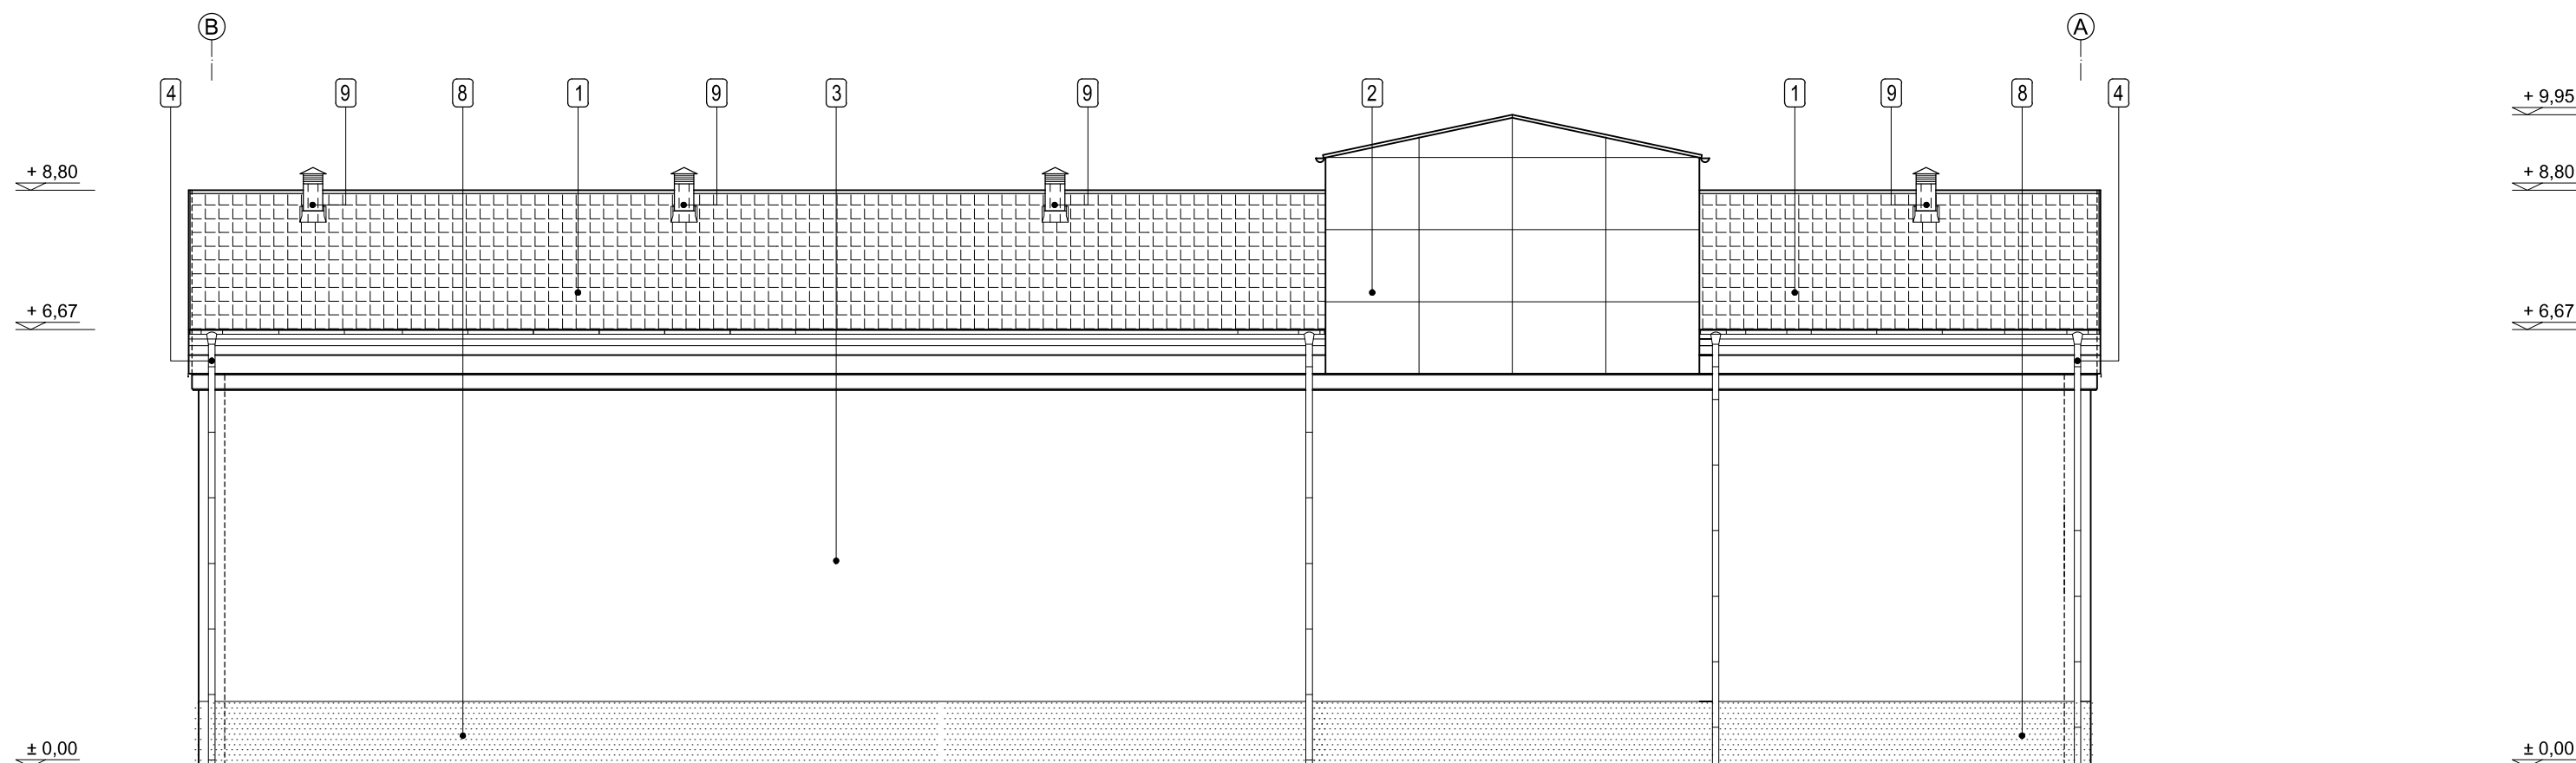 B A
4 9 8 1 9 3 9 2 1 9 8 4
+ 9,95
+ 8,80 + 8,80
+ 6,67 + 6,67
± 0,00 ± 0,00